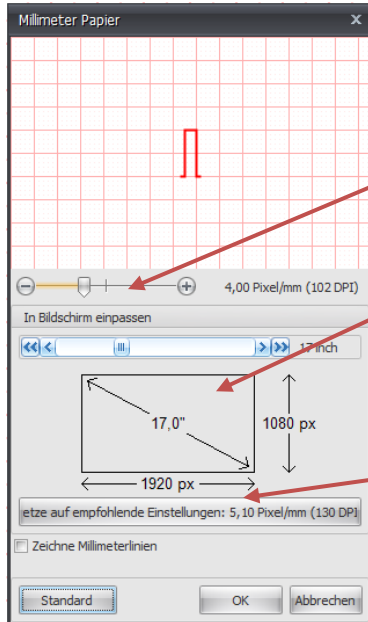 Millimeter Papier x
4,00 Pixel/mm (102 DPI)
In Bildschirm einpassen
17 inch
17,0"
1080 px
1920 px
etze auf empfohlende Einstellungen: 5,10 Pixel/mm (130 DPI)
Zeichne Millimeterlinien
Standard OK Abbrechen